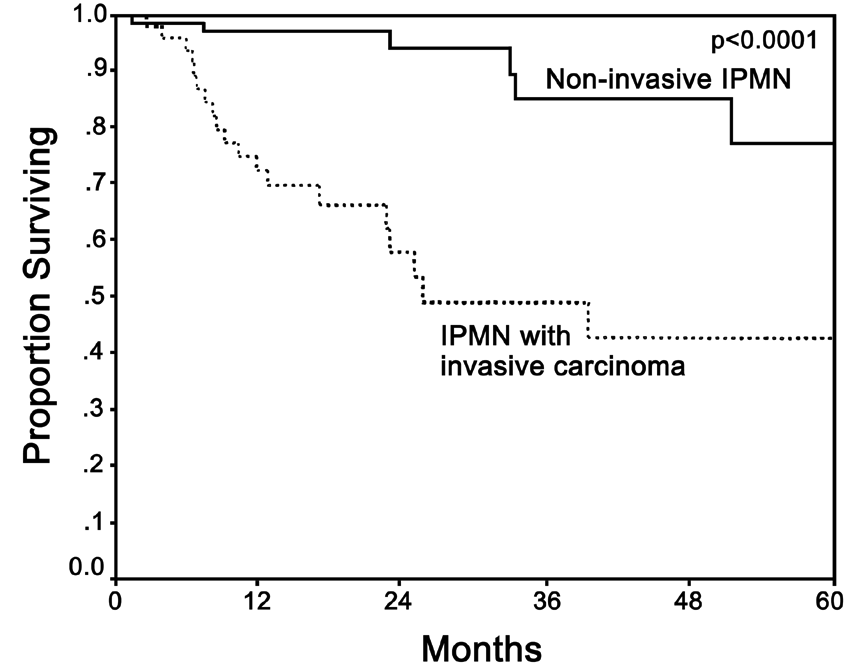 1.0
p<0.0001
.9
Non-invasive IPMN
.8
.7
.6
.5
IPMN with
invasive carcinoma
.4
.3
.2
.1
0.0
Proportion Surviving
0 12 24 36 48 60
Months